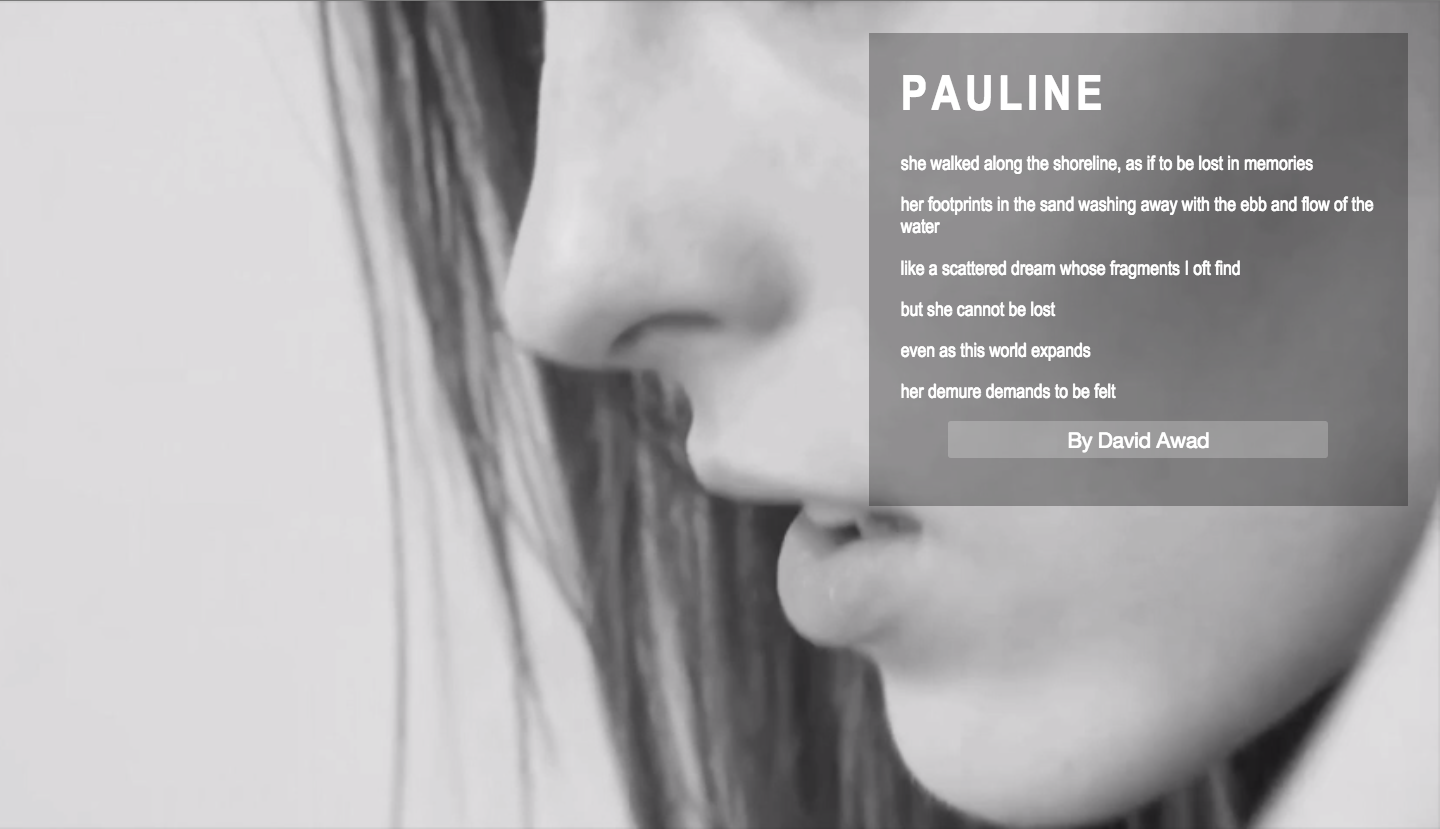 PAULINE
she walked along the shoreline, as if to be lost in memories
her footprints in the sand washing away with the ebb and flow of the
water
like a scattered dream whose fragments I oft find
but she cannot be lost
even as this world expands
her demure demands to be felt
By David Awad